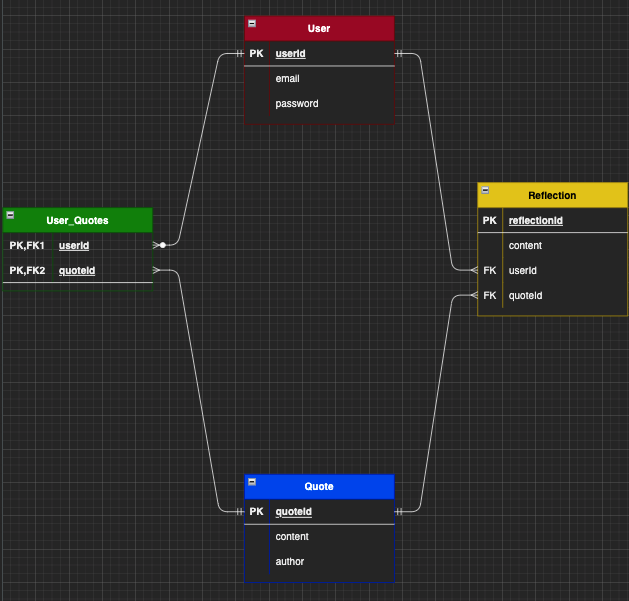 User
PK userId
email
password
User_Quotes
PK,FK1 userId
PK,FK2 quoteId
Reflection
PK reflectionId
content
FK userId
FK quoteId
Quote
PK quoteId
content
author